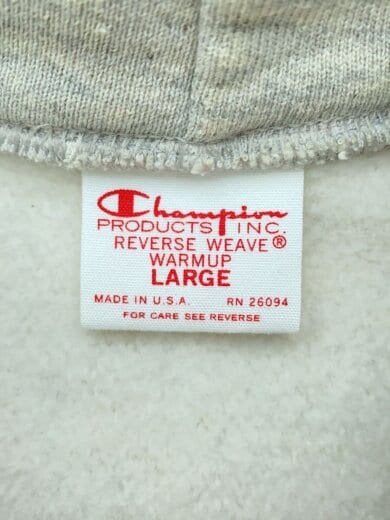 Champion
PRODUCTS INC.
REVERSE WEAVE®
WARMUP
LARGE
MADE IN U.S.A. RN 26094
FOR CARE SEE REVERSE